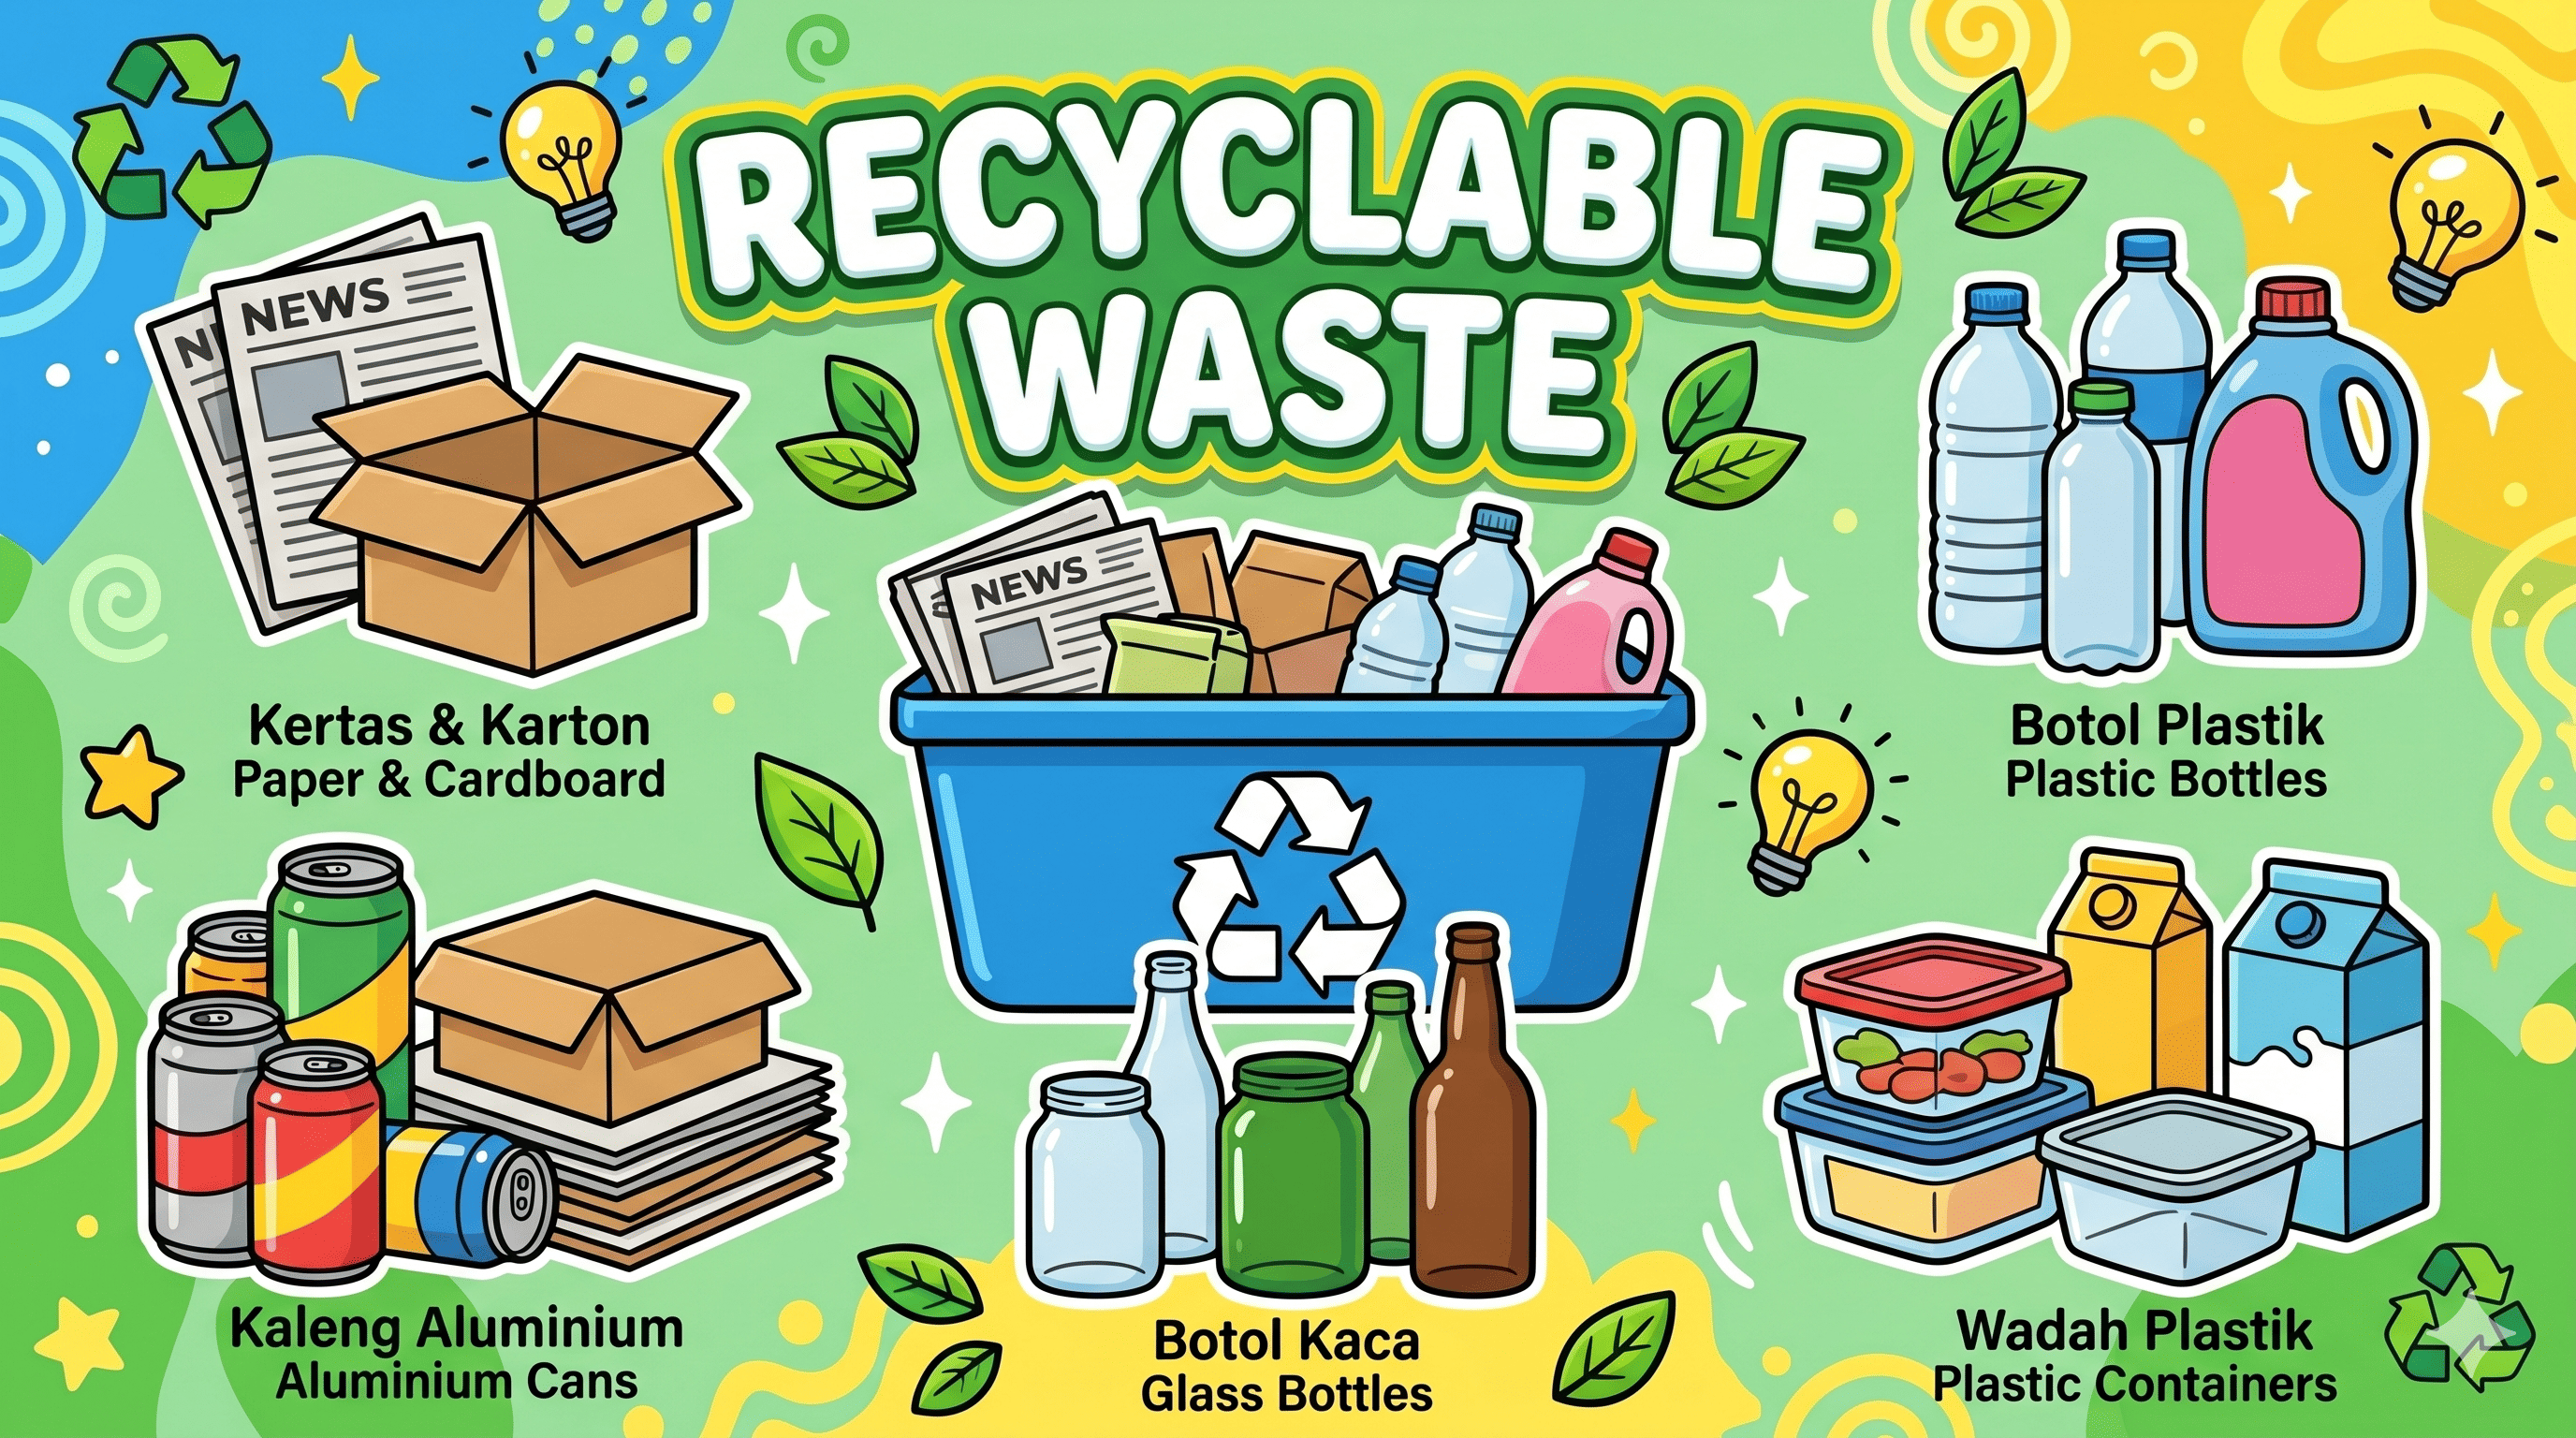 RECYCLABLE
WASTE
NEWS
N
Kertas & Karton
Paper & Cardboard
NEWS
Botol Plastik
Plastic Bottles
Kaleng Aluminium
Aluminium Cans
Botol Kaca
Glass Bottles
Wadah Plastik
Plastic Containers